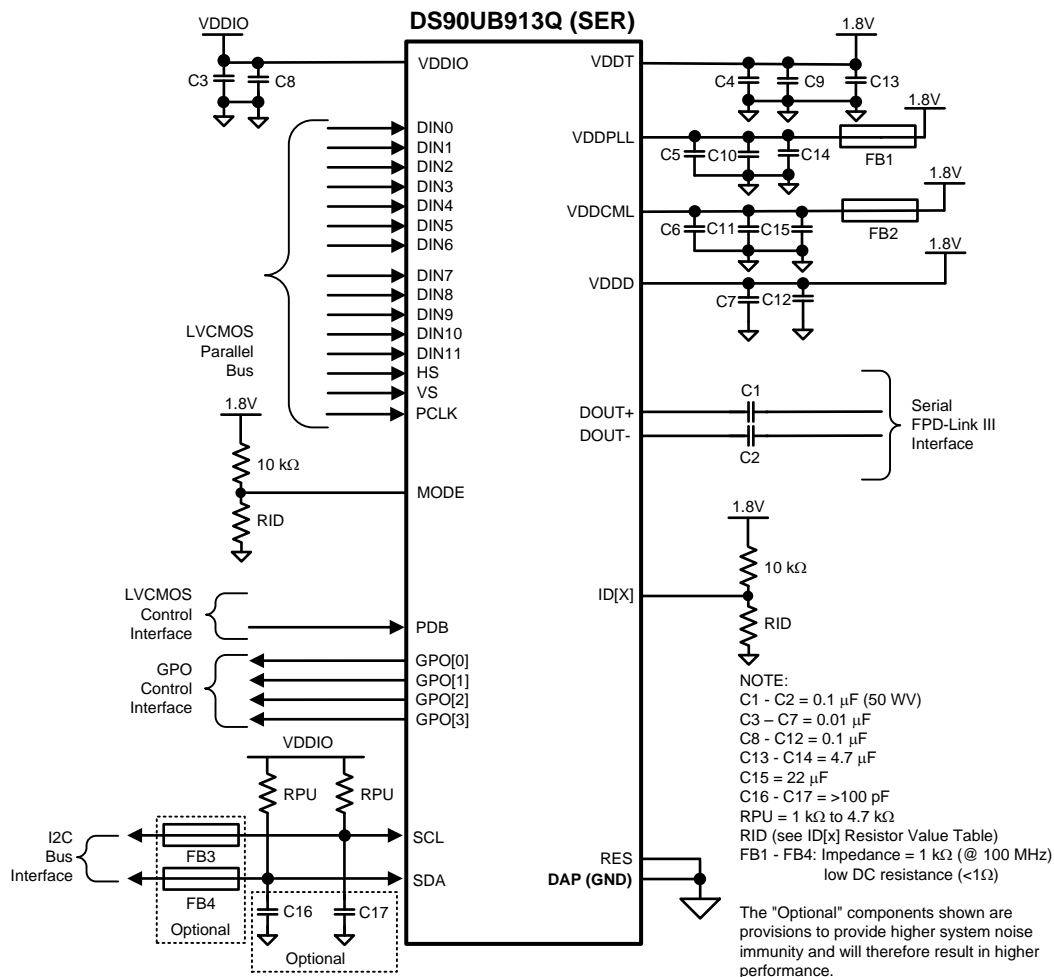 DS90UB913Q (SER)
VDDIO
C3
C8
VDDIO
DIN0
DIN1
DIN2
DIN3
DIN4
DIN5
DIN6
DIN7
DIN8
DIN9
DIN10
DIN11
HS
VS
PCLK
LVCMOS
Parallel
Bus
1.8V
10 kΩ
MODE
RID
LVCMOS
Control
Interface
PDB
GPO
Control
Interface
GPO[0]
GPO[1]
GPO[2]
GPO[3]
VDDIO
RPU
RPU
I2C
Bus
Interface
FB3
SCL
FB4
SDA
Optional
C16
C17
Optional
VDDT
1.8V
C4
C9
C13
VDDPLL
1.8V
C5
C10
C14
FB1
VDDCML
1.8V
C6
C11
C15
FB2
VDDD
1.8V
C7
C12
DOUT+
DOUT-
C1
C2
Serial
FPD-Link III
Interface
1.8V
10 kΩ
ID[X]
RID
RES
DAP (GND)
NOTE:
C1 - C2 = 0.1 μF (50 WV)
C3 – C7 = 0.01 μF
C8 - C12 = 0.1 μF
C13 - C14 = 4.7 μF
C15 = 22 μF
C16 - C17 = >100 pF
RPU = 1 kΩ to 4.7 kΩ
RID (see ID[x] Resistor Value Table)
FB1 - FB4: Impedance = 1 kΩ (@ 100 MHz)
low DC resistance (<1Ω)
The "Optional" components shown are
provisions to provide higher system noise
immunity and will therefore result in higher
performance.